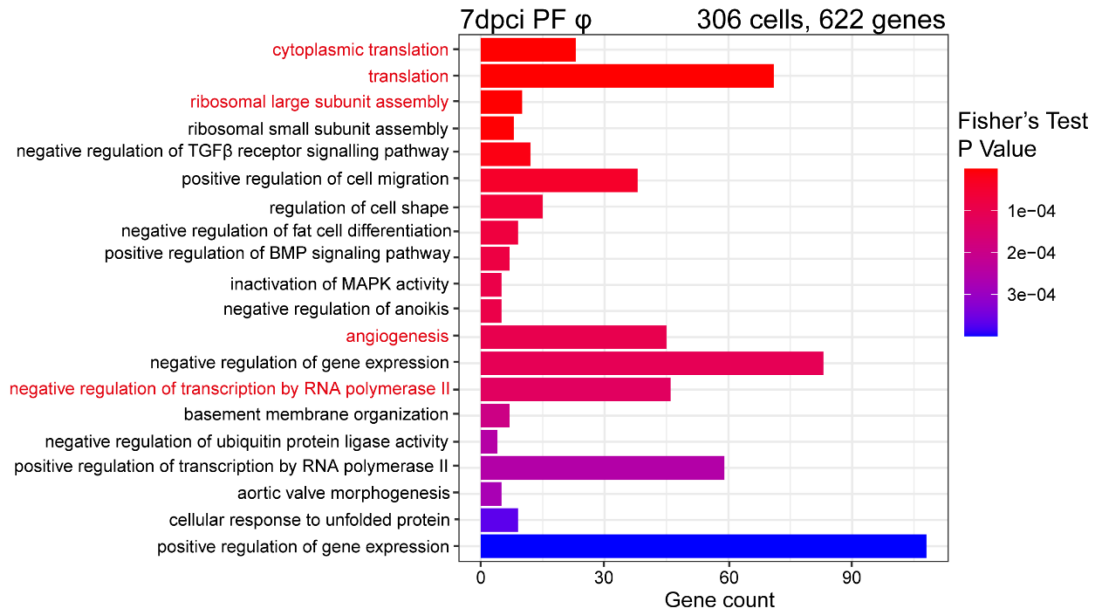 7dpci PF φ 306 cells, 622 genes
cytoplasmic translation
translation
ribosomal large subunit assembly
ribosomal small subunit assembly
negative regulation of TGFβ receptor signalling pathway
positive regulation of cell migration
regulation of cell shape
negative regulation of fat cell differentiation
positive regulation of BMP signaling pathway
inactivation of MAPK activity
negative regulation of anoikis
angiogenesis
negative regulation of gene expression
negative regulation of transcription by RNA polymerase II
basement membrane organization
negative regulation of ubiquitin protein ligase activity
positive regulation of transcription by RNA polymerase II
aortic valve morphogenesis
cellular response to unfolded protein
positive regulation of gene expression
0 30 60 90
Gene count
Fisher's Test
P Value
1e−04
2e−04
3e−04